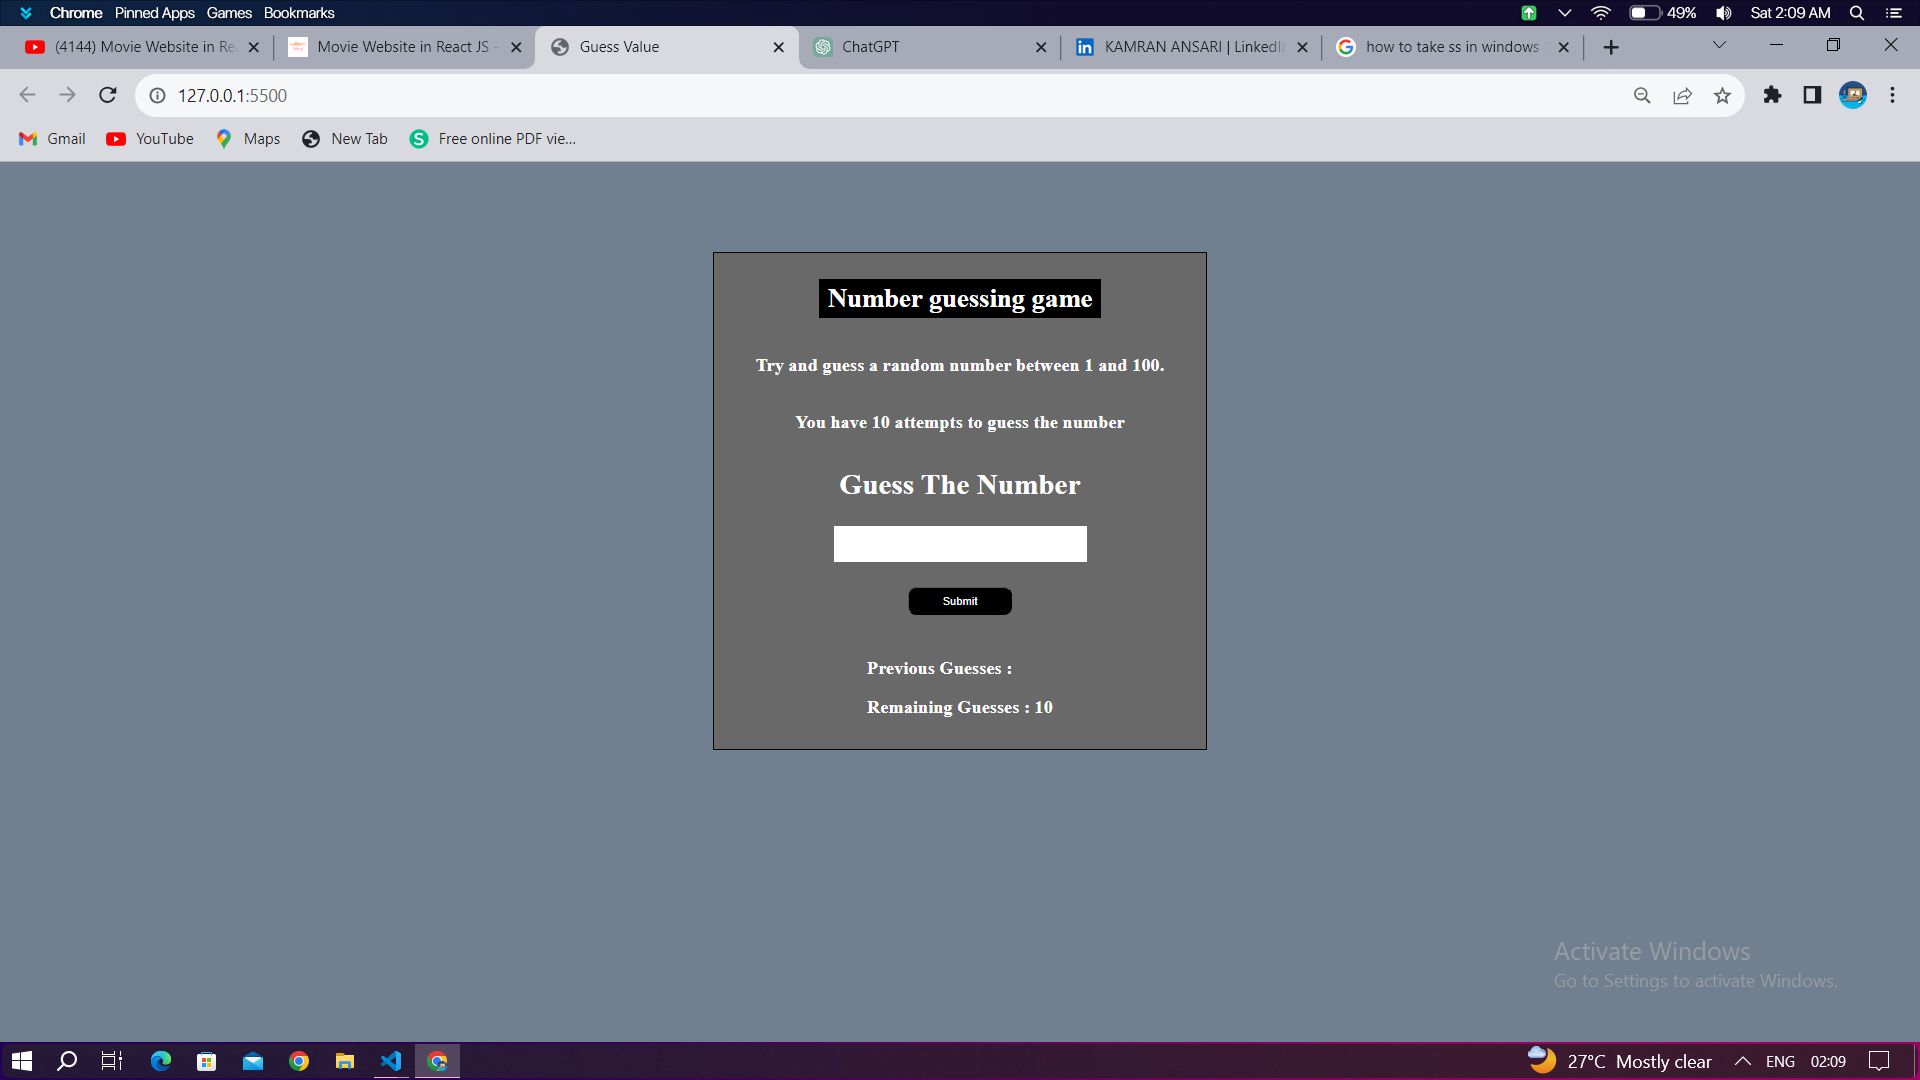 Chrome Pinned Apps Games Bookmarks 49% Sat 2:09 AM
(4144) Movie Website in Re Movie Website in React JS - Guess Value ChatGPT KAMRAN ANSARI | LinkedIn how to take ss in windows
127.0.0.1:5500
Gmail YouTube Maps New Tab S Free online PDF vie...
Number guessing game
Try and guess a random number between 1 and 100.
You have 10 attempts to guess the number
Guess The Number
Submit
Previous Guesses :
Remaining Guesses : 10
Activate Windows
Go to Settings to activate Windows.
27°C Mostly clear ENG 02:09